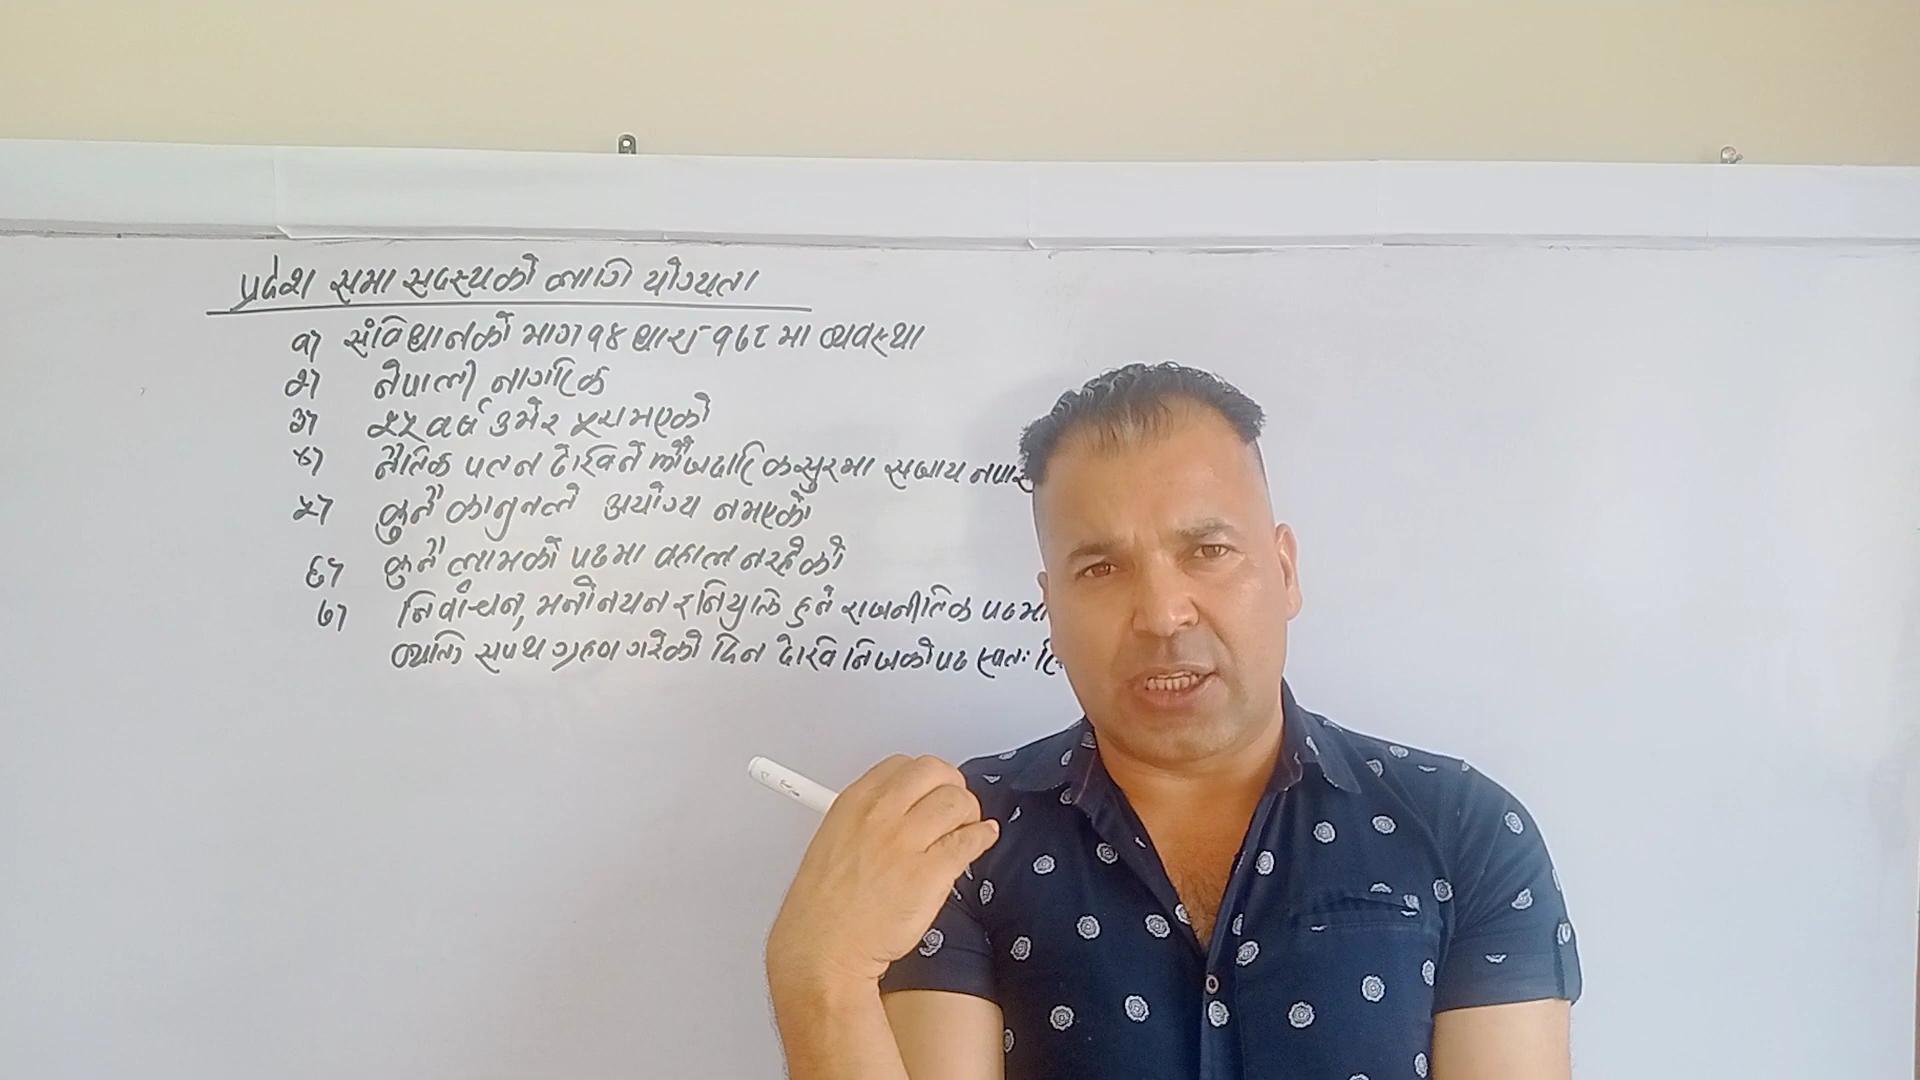 प्रदेश सभा सदस्यको लागि योग्यता
१) संविधानको भाग १४ धारा १७८ मा व्यवस्था
२) नेपाली नागरिक
३) २५ वर्ष उमेर पूरा भएको
४) नैतिक पतन देखिने फौजदारी कसुरमा सजाय
५) कुनै कानुनले अयोग्य नभएको
६) कुनै लाभको पदमा बहाल नरहेको
७) निर्वाचन, मनोनयन र नियुक्ति हुने राजनीतिक पदमा
व्यक्ति सपथ ग्रहण गरेको दिन देखि निजको पद स्वतः